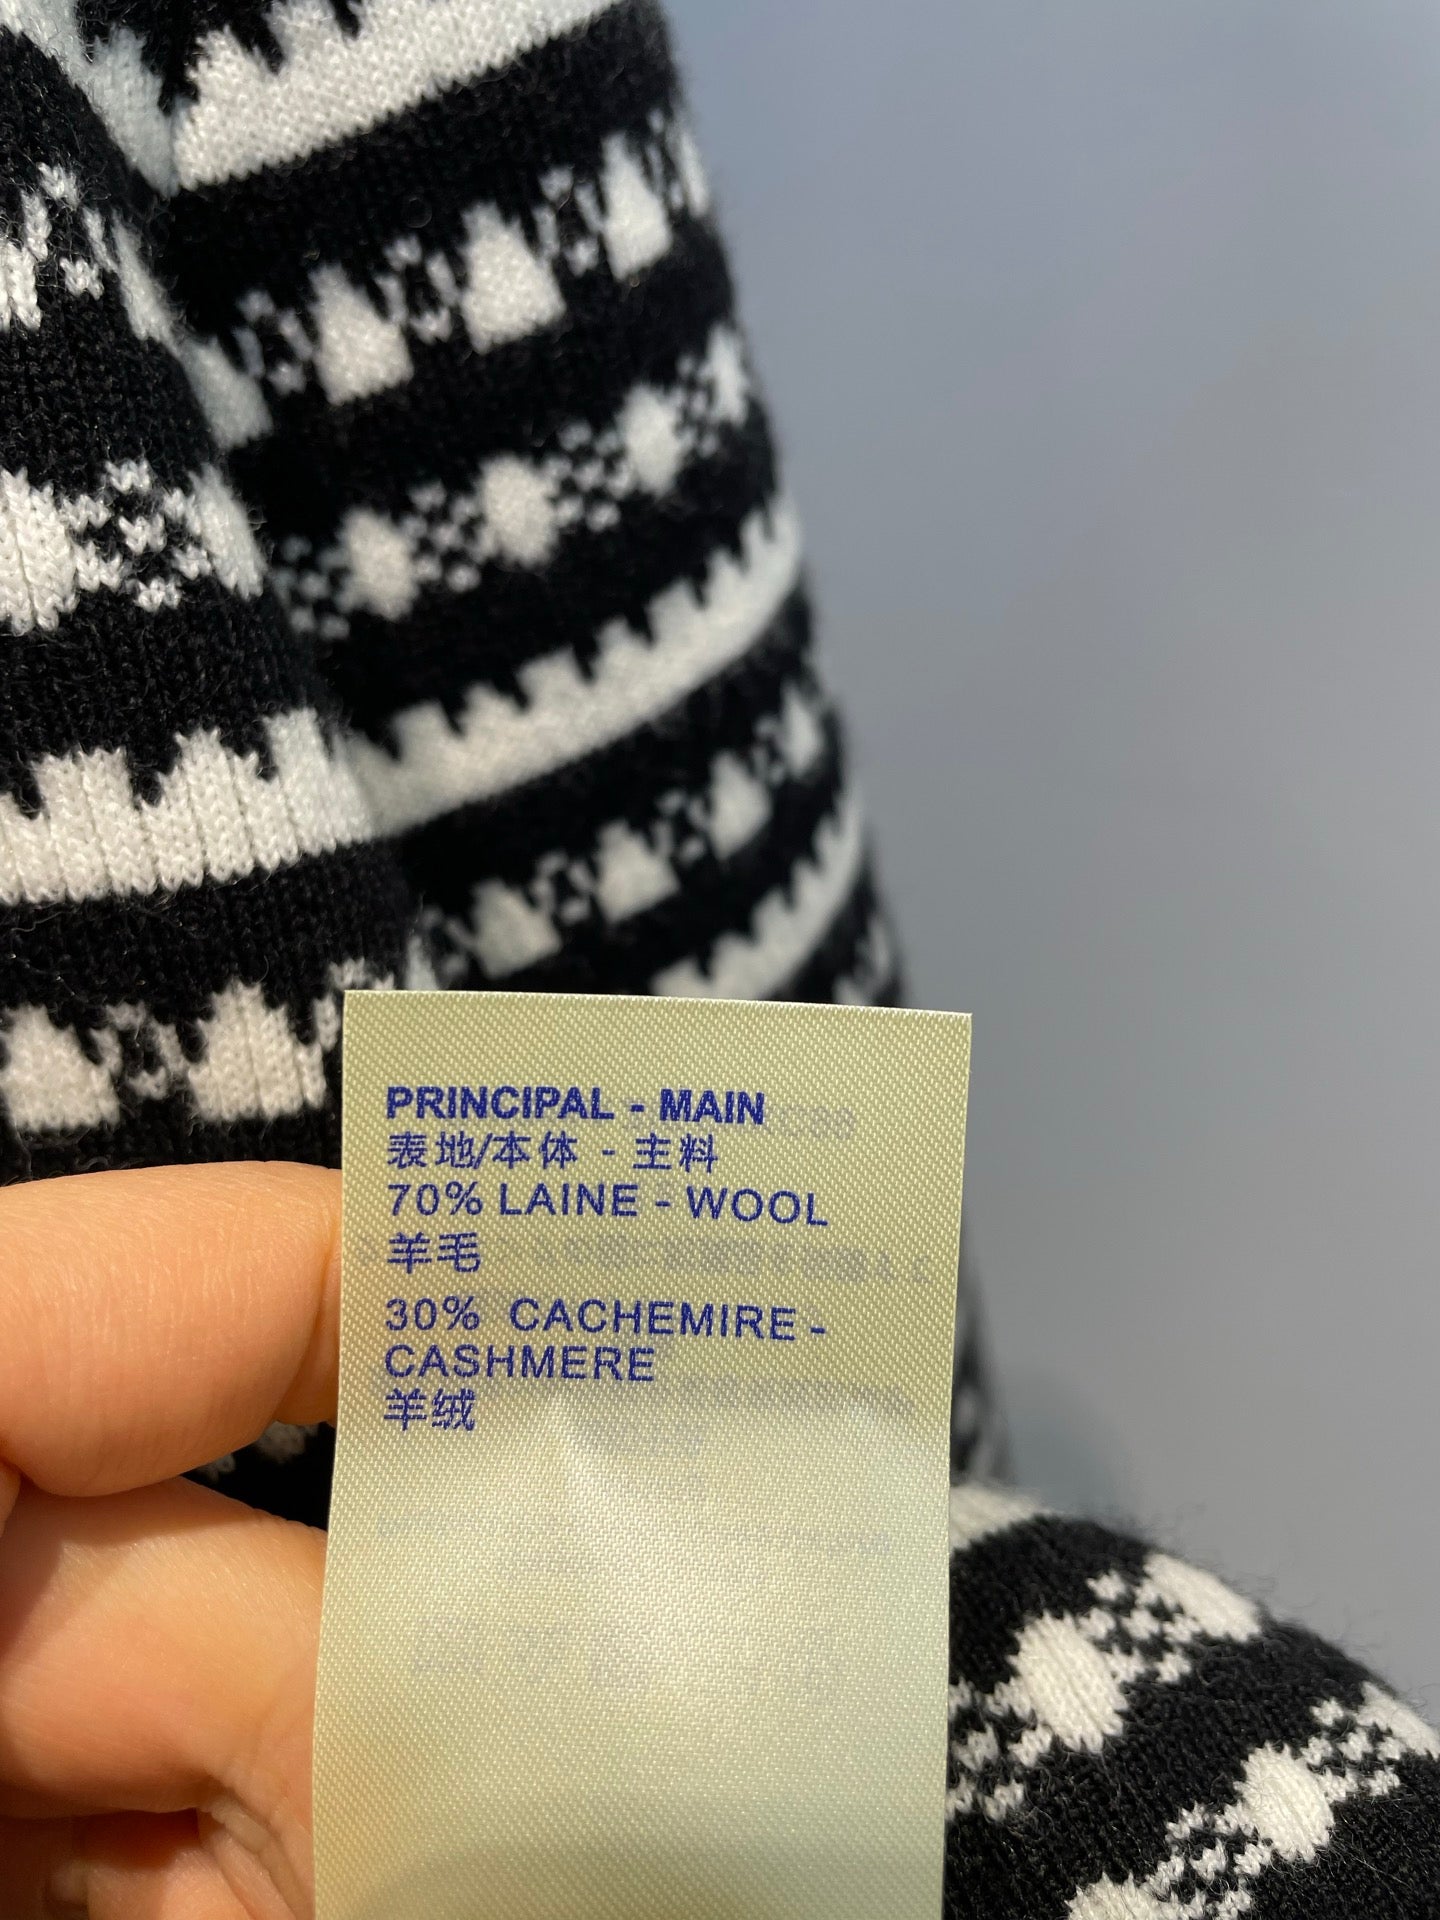 PRINCIPAL - MAIN
表地/本体 - 主料
70% LAINE - WOOL
羊毛
30% CACHEMIRE -
CASHMERE
羊绒